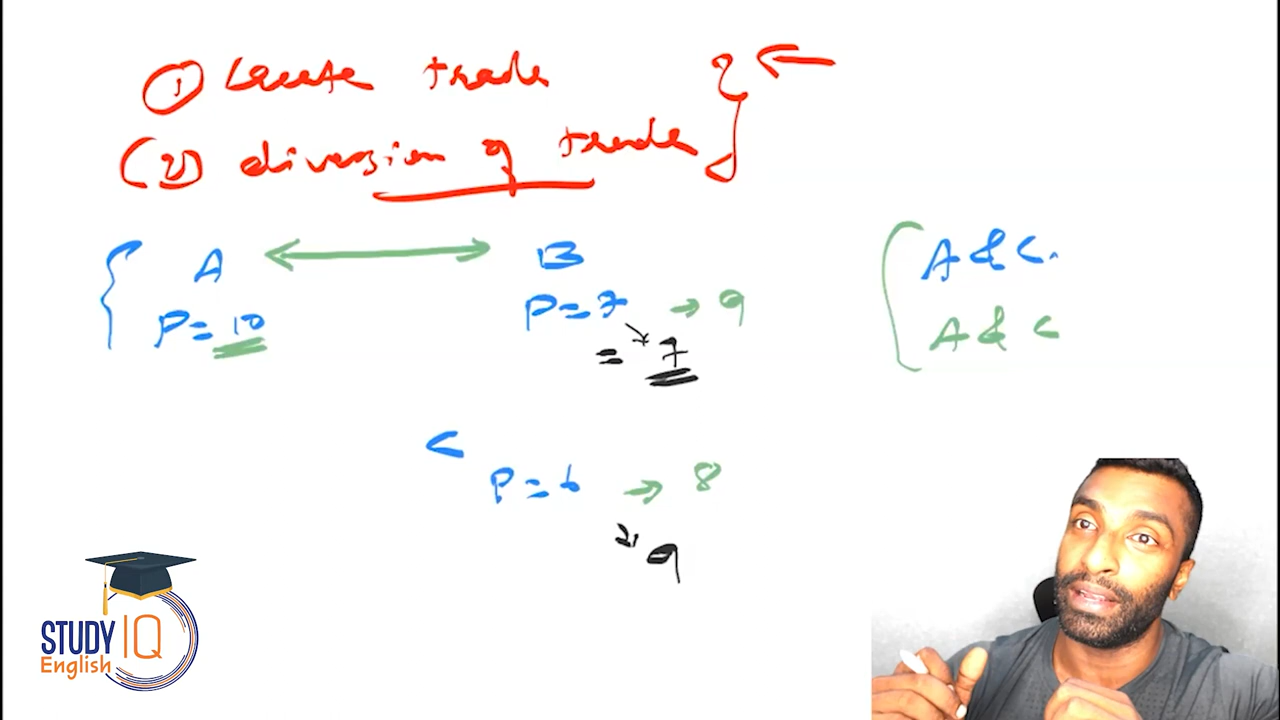 ① create trade
(2) diversion of trade
A B
P=10 P=7 → 9
= 7
A & C.
A & C
C
P=6 → 8
9
STUDY IQ
English